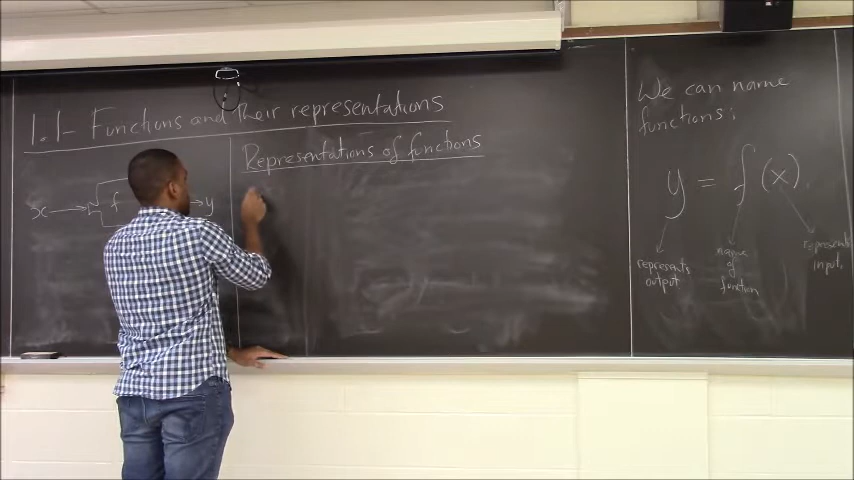 1.1- Functions and their representations
Representations of functions
x f y
We can name
functions:
y = f(x)
represents
output
name
of
function
represents
input